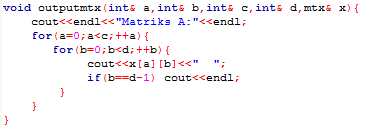 void outputmtx(int& a,int& b,int& c,int& d,mtx& x){
cout<<endl<<"Matriks A:"<<endl;
for(a=0;a<c;++a){
for(b=0;b<d;++b){
cout<<x[a][b]<<"  ";
if(b==d-1) cout<<endl;
}
}
}